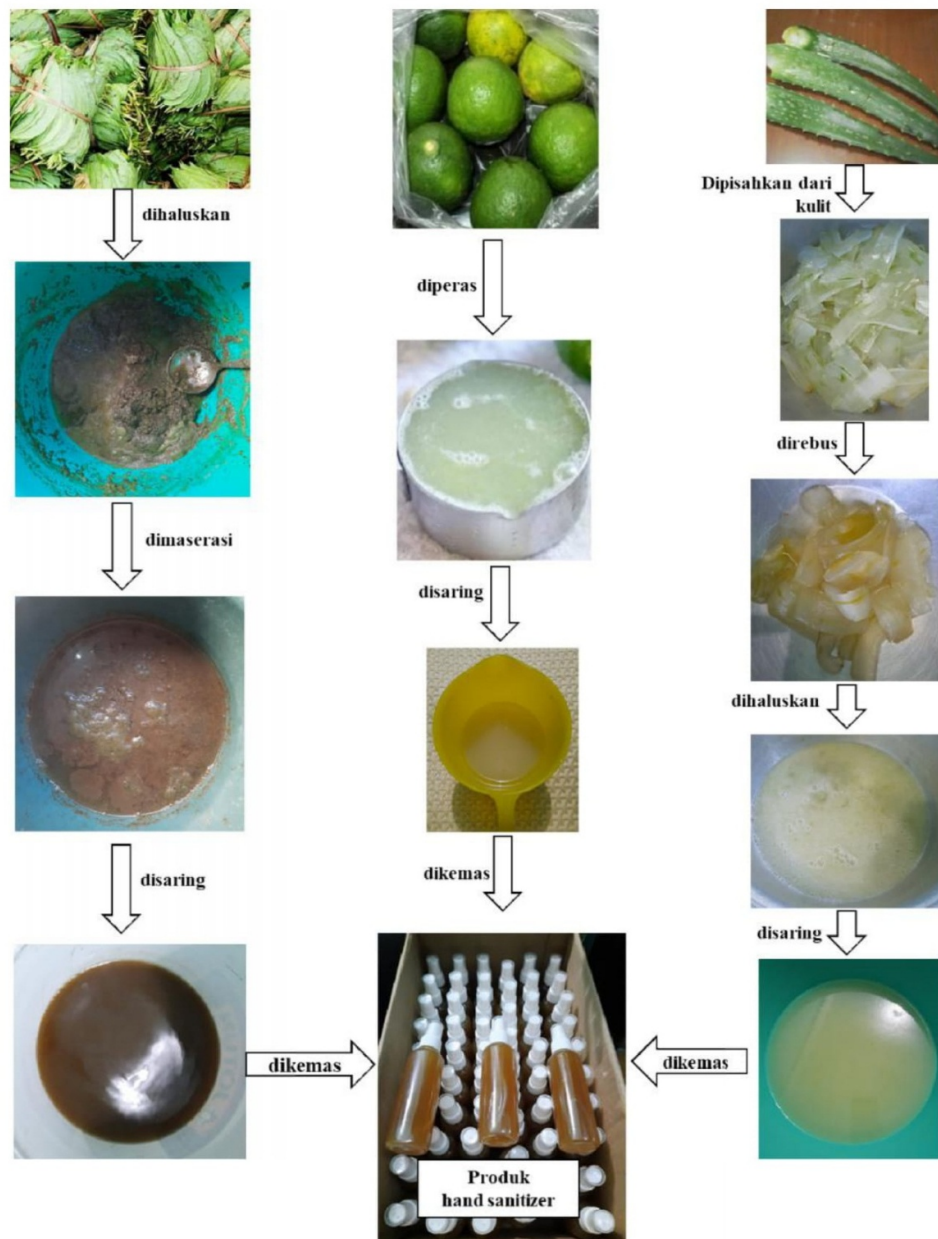 dihaluskan
dimaserasi
disaring
dikemas
diperas
disaring
dikemas
Dipisahkan dari
kulit
direbus
dihaluskan
disaring
dikemas
Produk
hand sanitizer